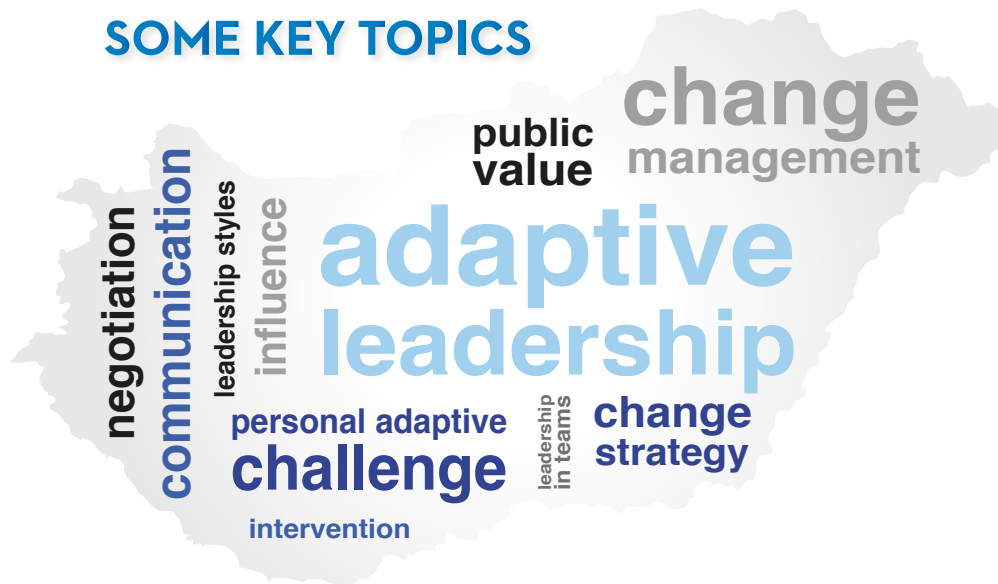 SOME KEY TOPICS
change
management
public
value
adaptive
leadership
negotiation
communication
leadership styles
influence
personal adaptive
challenge
leadership
in teams
change
strategy
intervention